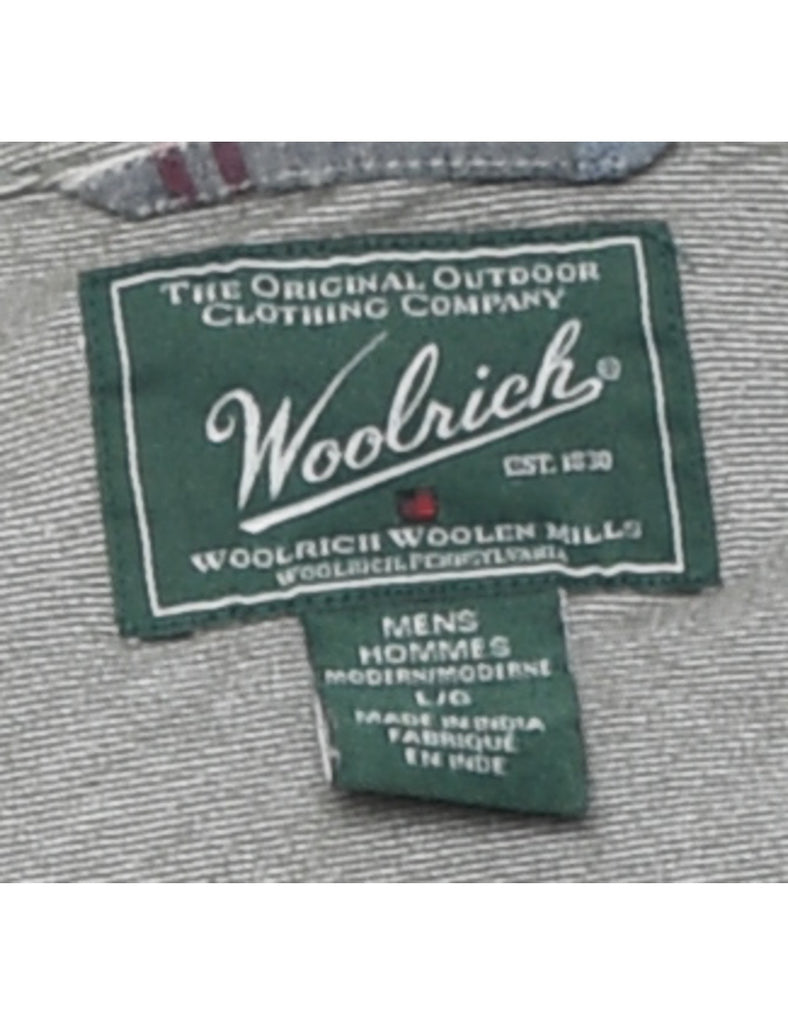 THE ORIGINAL OUTDOOR
CLOTHING COMPANY
Woolrich®
EST. 1830
WOOLRICH WOOLEN MILLS
WOOLRICH, PENNSYLVANIA
MENS
HOMMES
MODERN/MODERNE
L/G
MADE IN INDIA
FABRIQUÉ
EN INDE